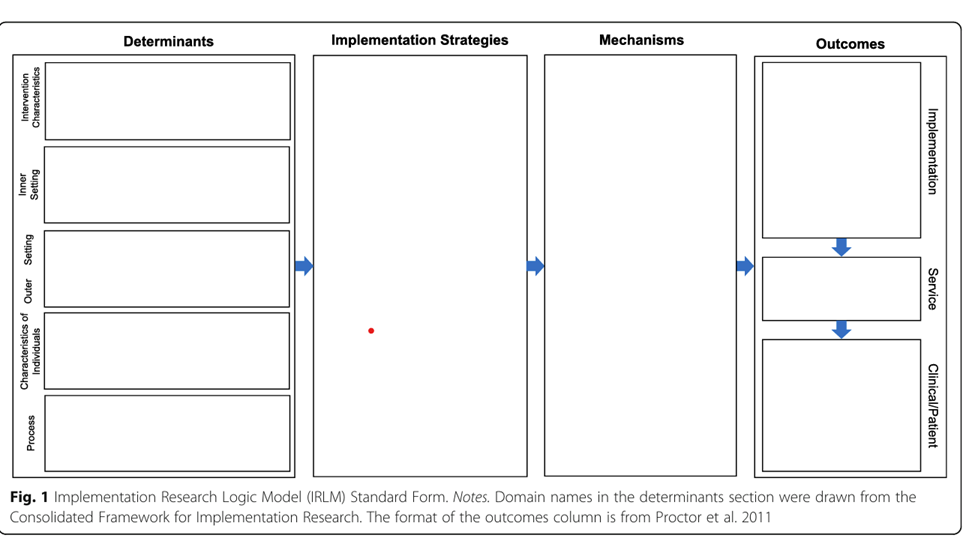 Determinants
Implementation Strategies
Mechanisms
Outcomes
Intervention
Characteristics
Inner
Setting
Outer Setting
Characteristics of
Individuals
Process
Implementation
Service
Clinical/Patient
Fig. 1 Implementation Research Logic Model (IRLM) Standard Form. Notes. Domain names in the determinants section were drawn from the
Consolidated Framework for Implementation Research. The format of the outcomes column is from Proctor et al. 2011